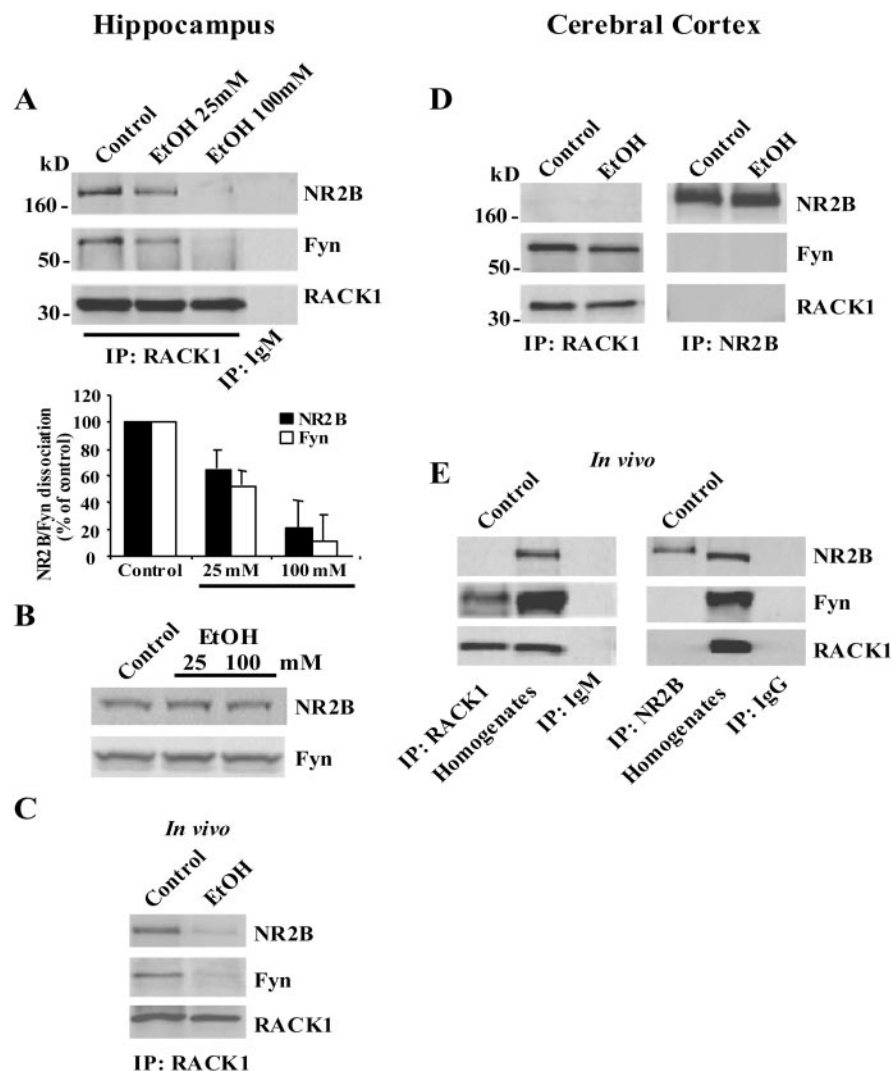 Hippocampus
Cerebral Cortex
A
Control
EtOH 25mM
EtOH 100mM
kD
160 -
NR2B
50 -
Fyn
30 -
RACK1
IP: RACK1
IP: IgM
NR2B/Fyn dissociation
(% of control)
120
100
80
60
40
20
0
NR2B
Fyn
Control
25 mM
100 mM
B
Control
EtOH
25 100 mM
NR2B
Fyn
C
In vivo
Control
EtOH
NR2B
Fyn
RACK1
IP: RACK1
D
Control
EtOH
Control
EtOH
kD
160 -
NR2B
50 -
Fyn
30 -
RACK1
IP: RACK1
IP: NR2B
E
In vivo
Control
Control
NR2B
Fyn
RACK1
IP: RACK1
Homogenates
IP: IgM
IP: NR2B
Homogenates
IP: IgG